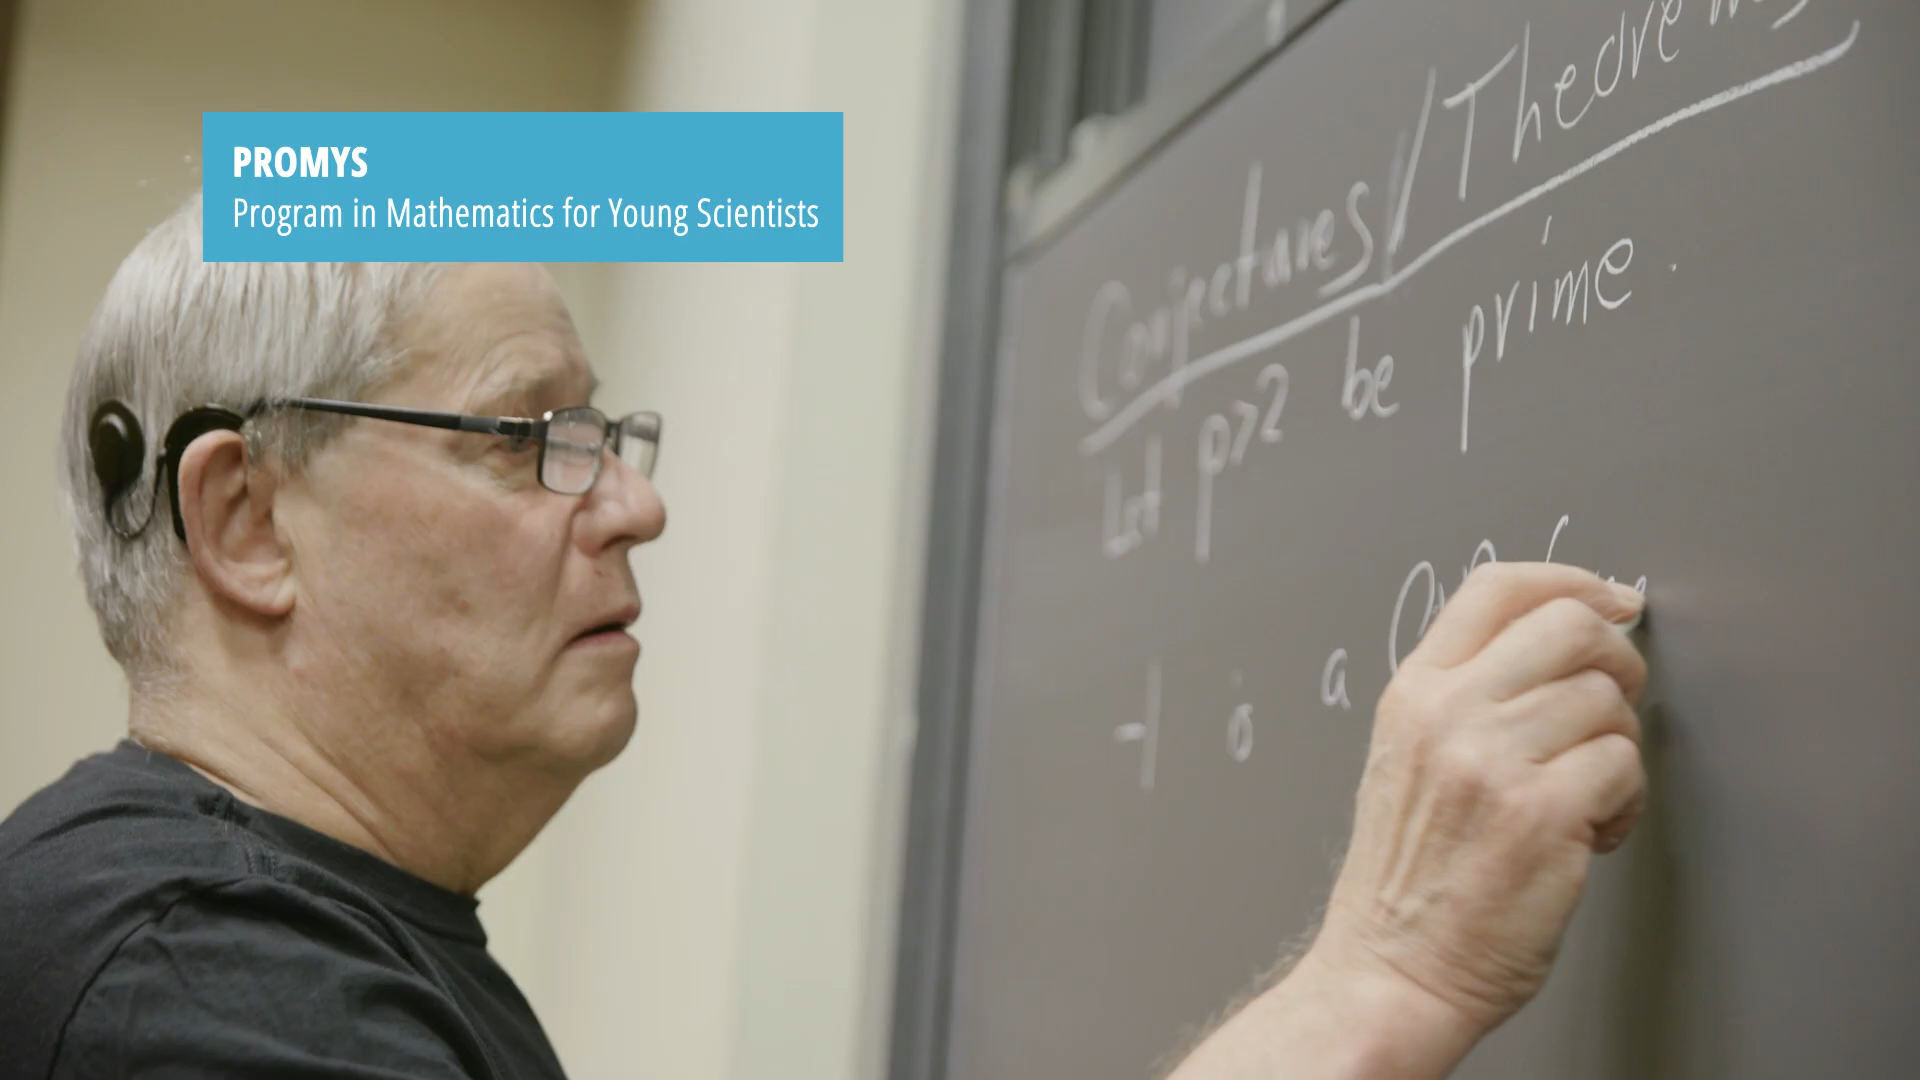 PROMYS
Program in Mathematics for Young Scientists
Conjectures/Theorems
Let p>2 be prime.
-1 is a